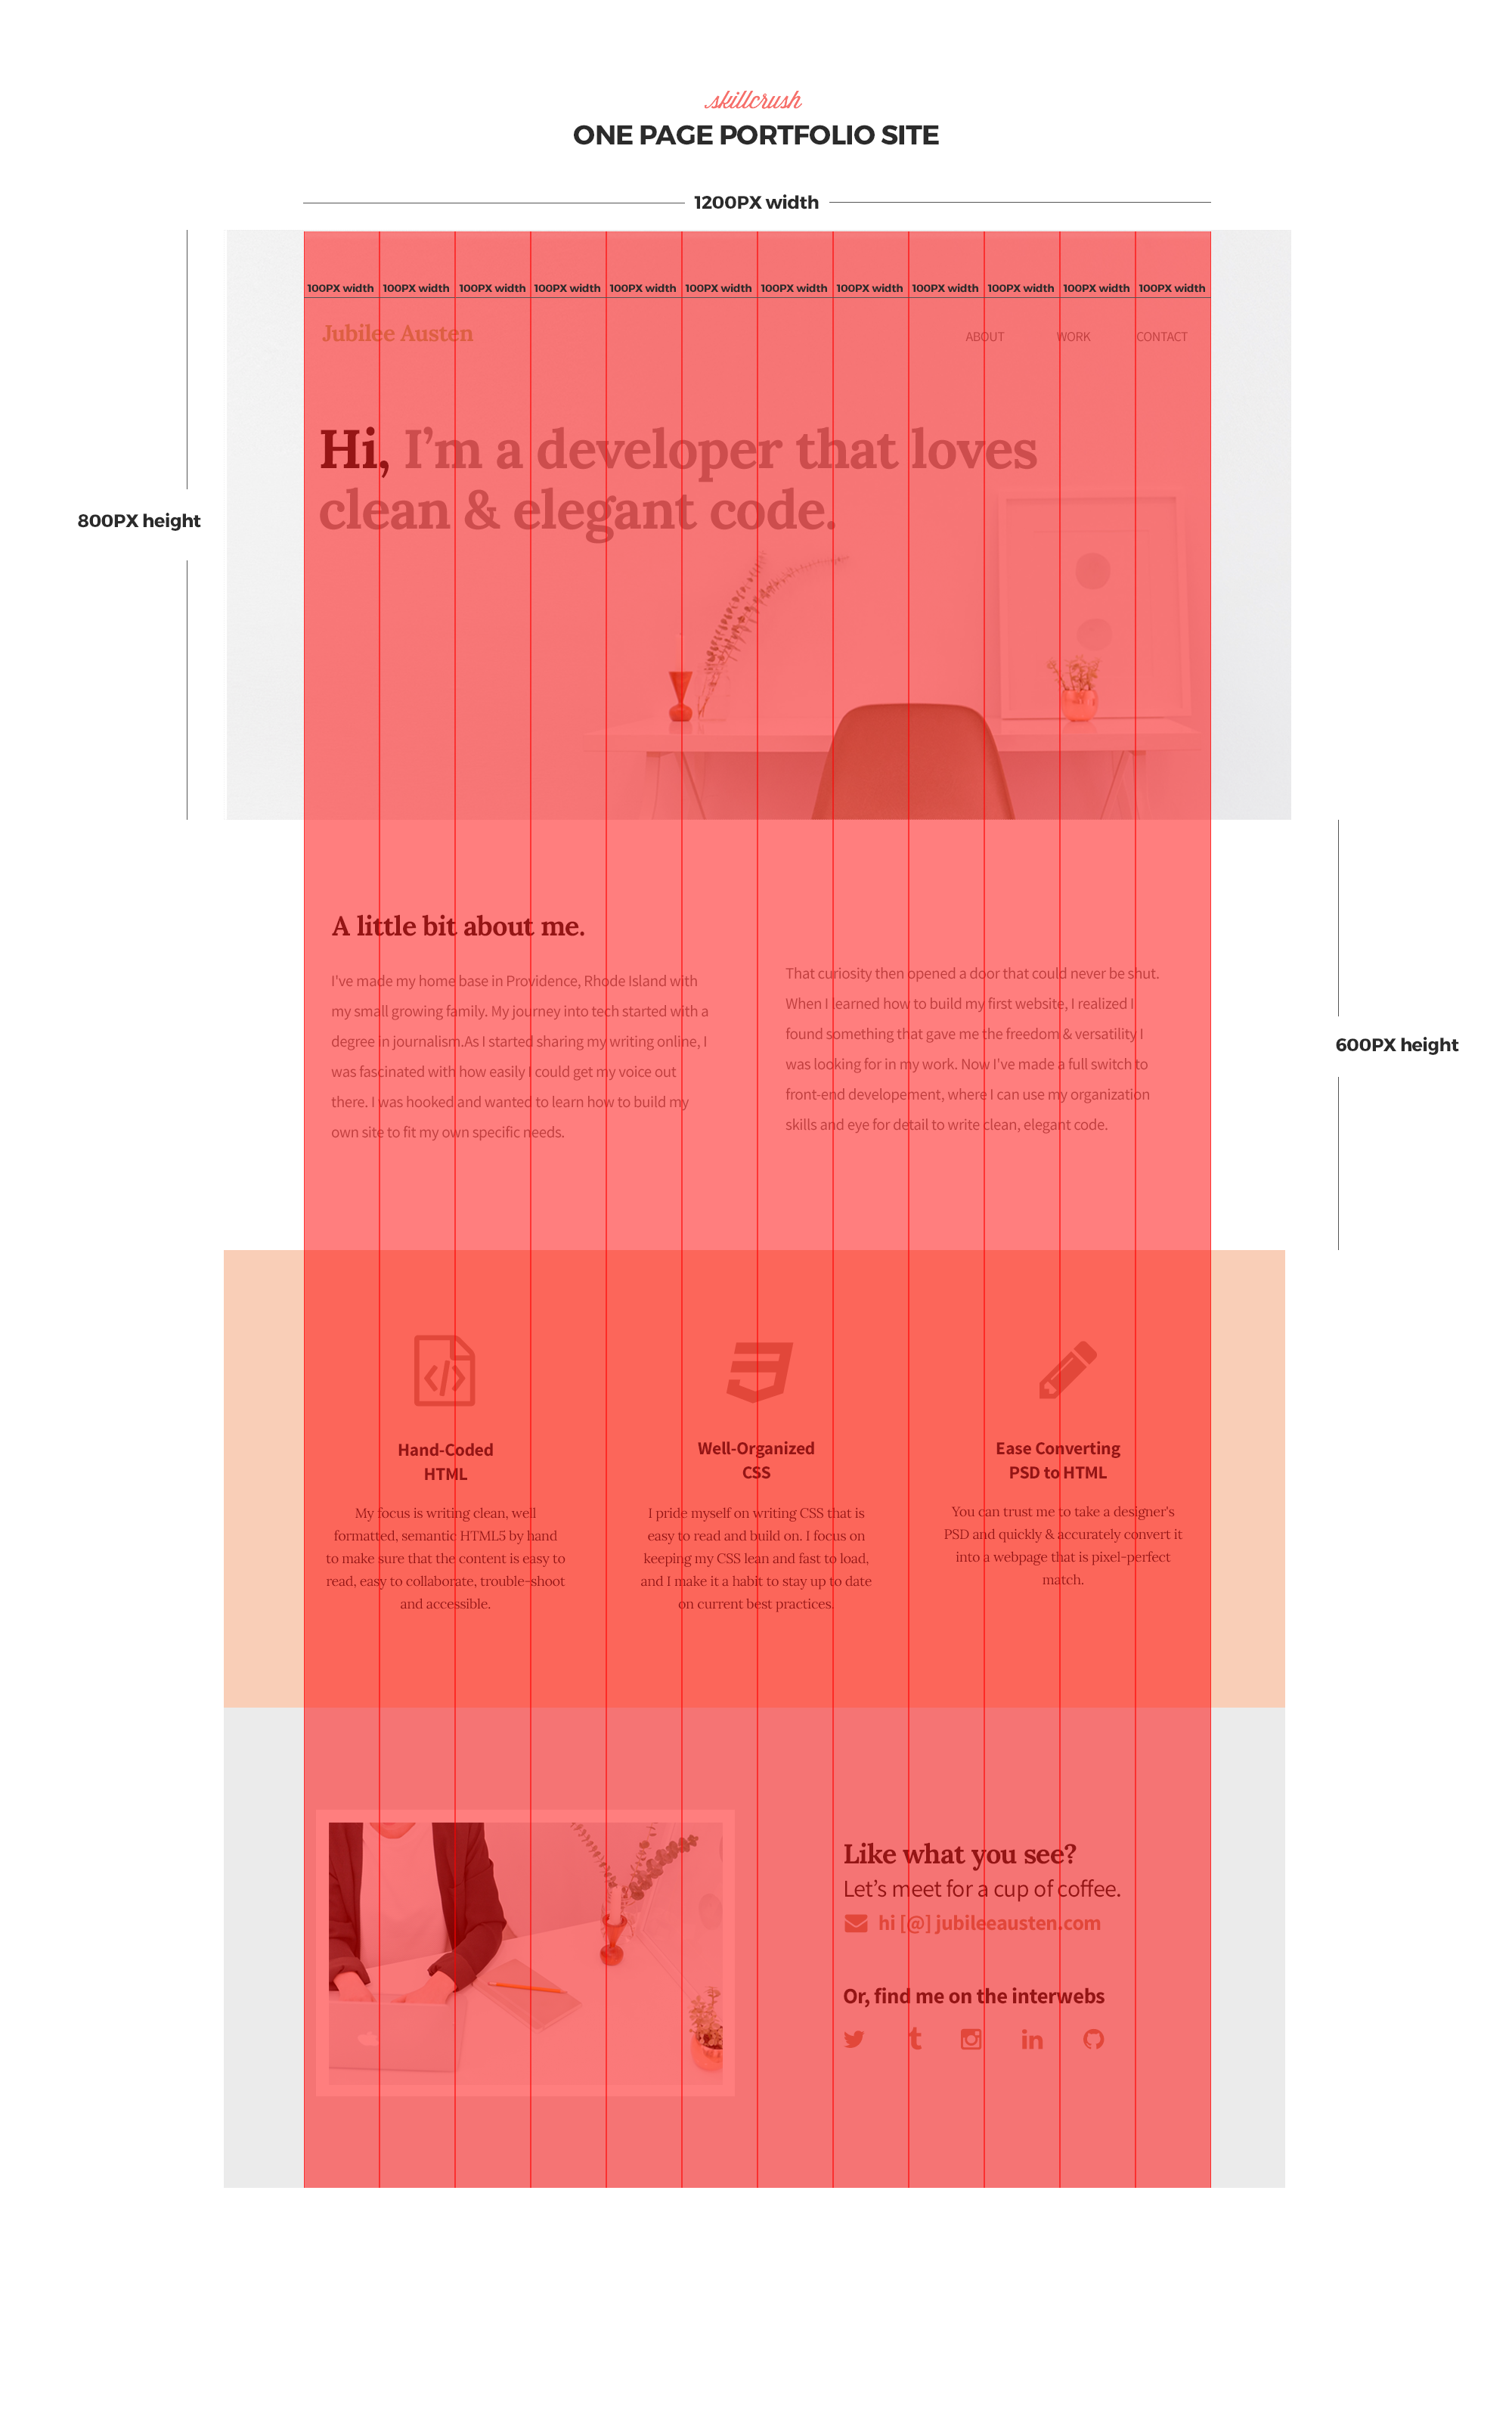 skillcrush
ONE PAGE PORTFOLIO SITE
1200PX width
100PX width 100PX width 100PX width 100PX width 100PX width 100PX width 100PX width 100PX width 100PX width 100PX width 100PX width 100PX width
Jubilee Austen
ABOUT WORK CONTACT
Hi, I’m a developer that loves
clean & elegant code.
800PX height
A little bit about me.
I've made my home base in Providence, Rhode Island with
my small growing family. My journey into tech started with a
degree in journalism.As I started sharing my writing online, I
was fascinated with how easily I could get my voice out
there. I was hooked and wanted to learn how to build my
own site to fit my own specific needs.
That curiosity then opened a door that could never be shut.
When I learned how to build my first website, I realized I
found something that gave me the freedom & versatility I
was looking for in my work. Now I've made a full switch to
front-end developement, where I can use my organization
skills and eye for detail to write clean, elegant code.
600PX height
Hand-Coded
HTML
My focus is writing clean, well
formatted, semantic HTML5 by hand
to make sure that the content is easy to
read, easy to collaborate, trouble-shoot
and accessible.
Well-Organized
CSS
I pride myself on writing CSS that is
easy to read and build on. I focus on
keeping my CSS lean and fast to load,
and I make it a habit to stay up to date
on current best practices.
Ease Converting
PSD to HTML
You can trust me to take a designer's
PSD and quickly & accurately convert it
into a webpage that is pixel-perfect
match.
Like what you see?
Let’s meet for a cup of coffee.
hi [@] jubileeausten.com
Or, find me on the interwebs